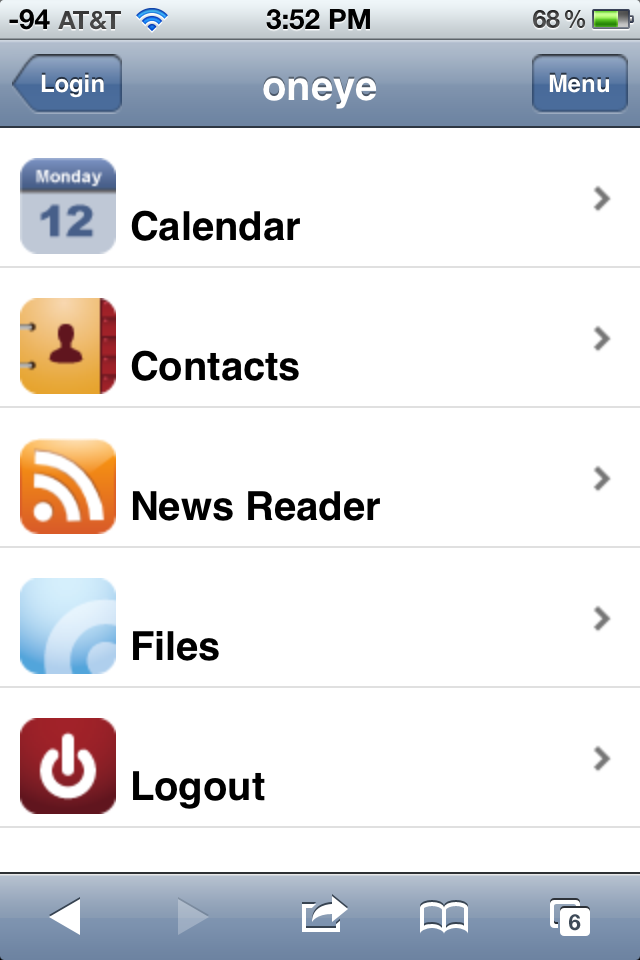 -94 AT&T 3:52 PM 68 %
Login oneye Menu
Monday
12
Calendar
Contacts
News Reader
Files
Logout
6